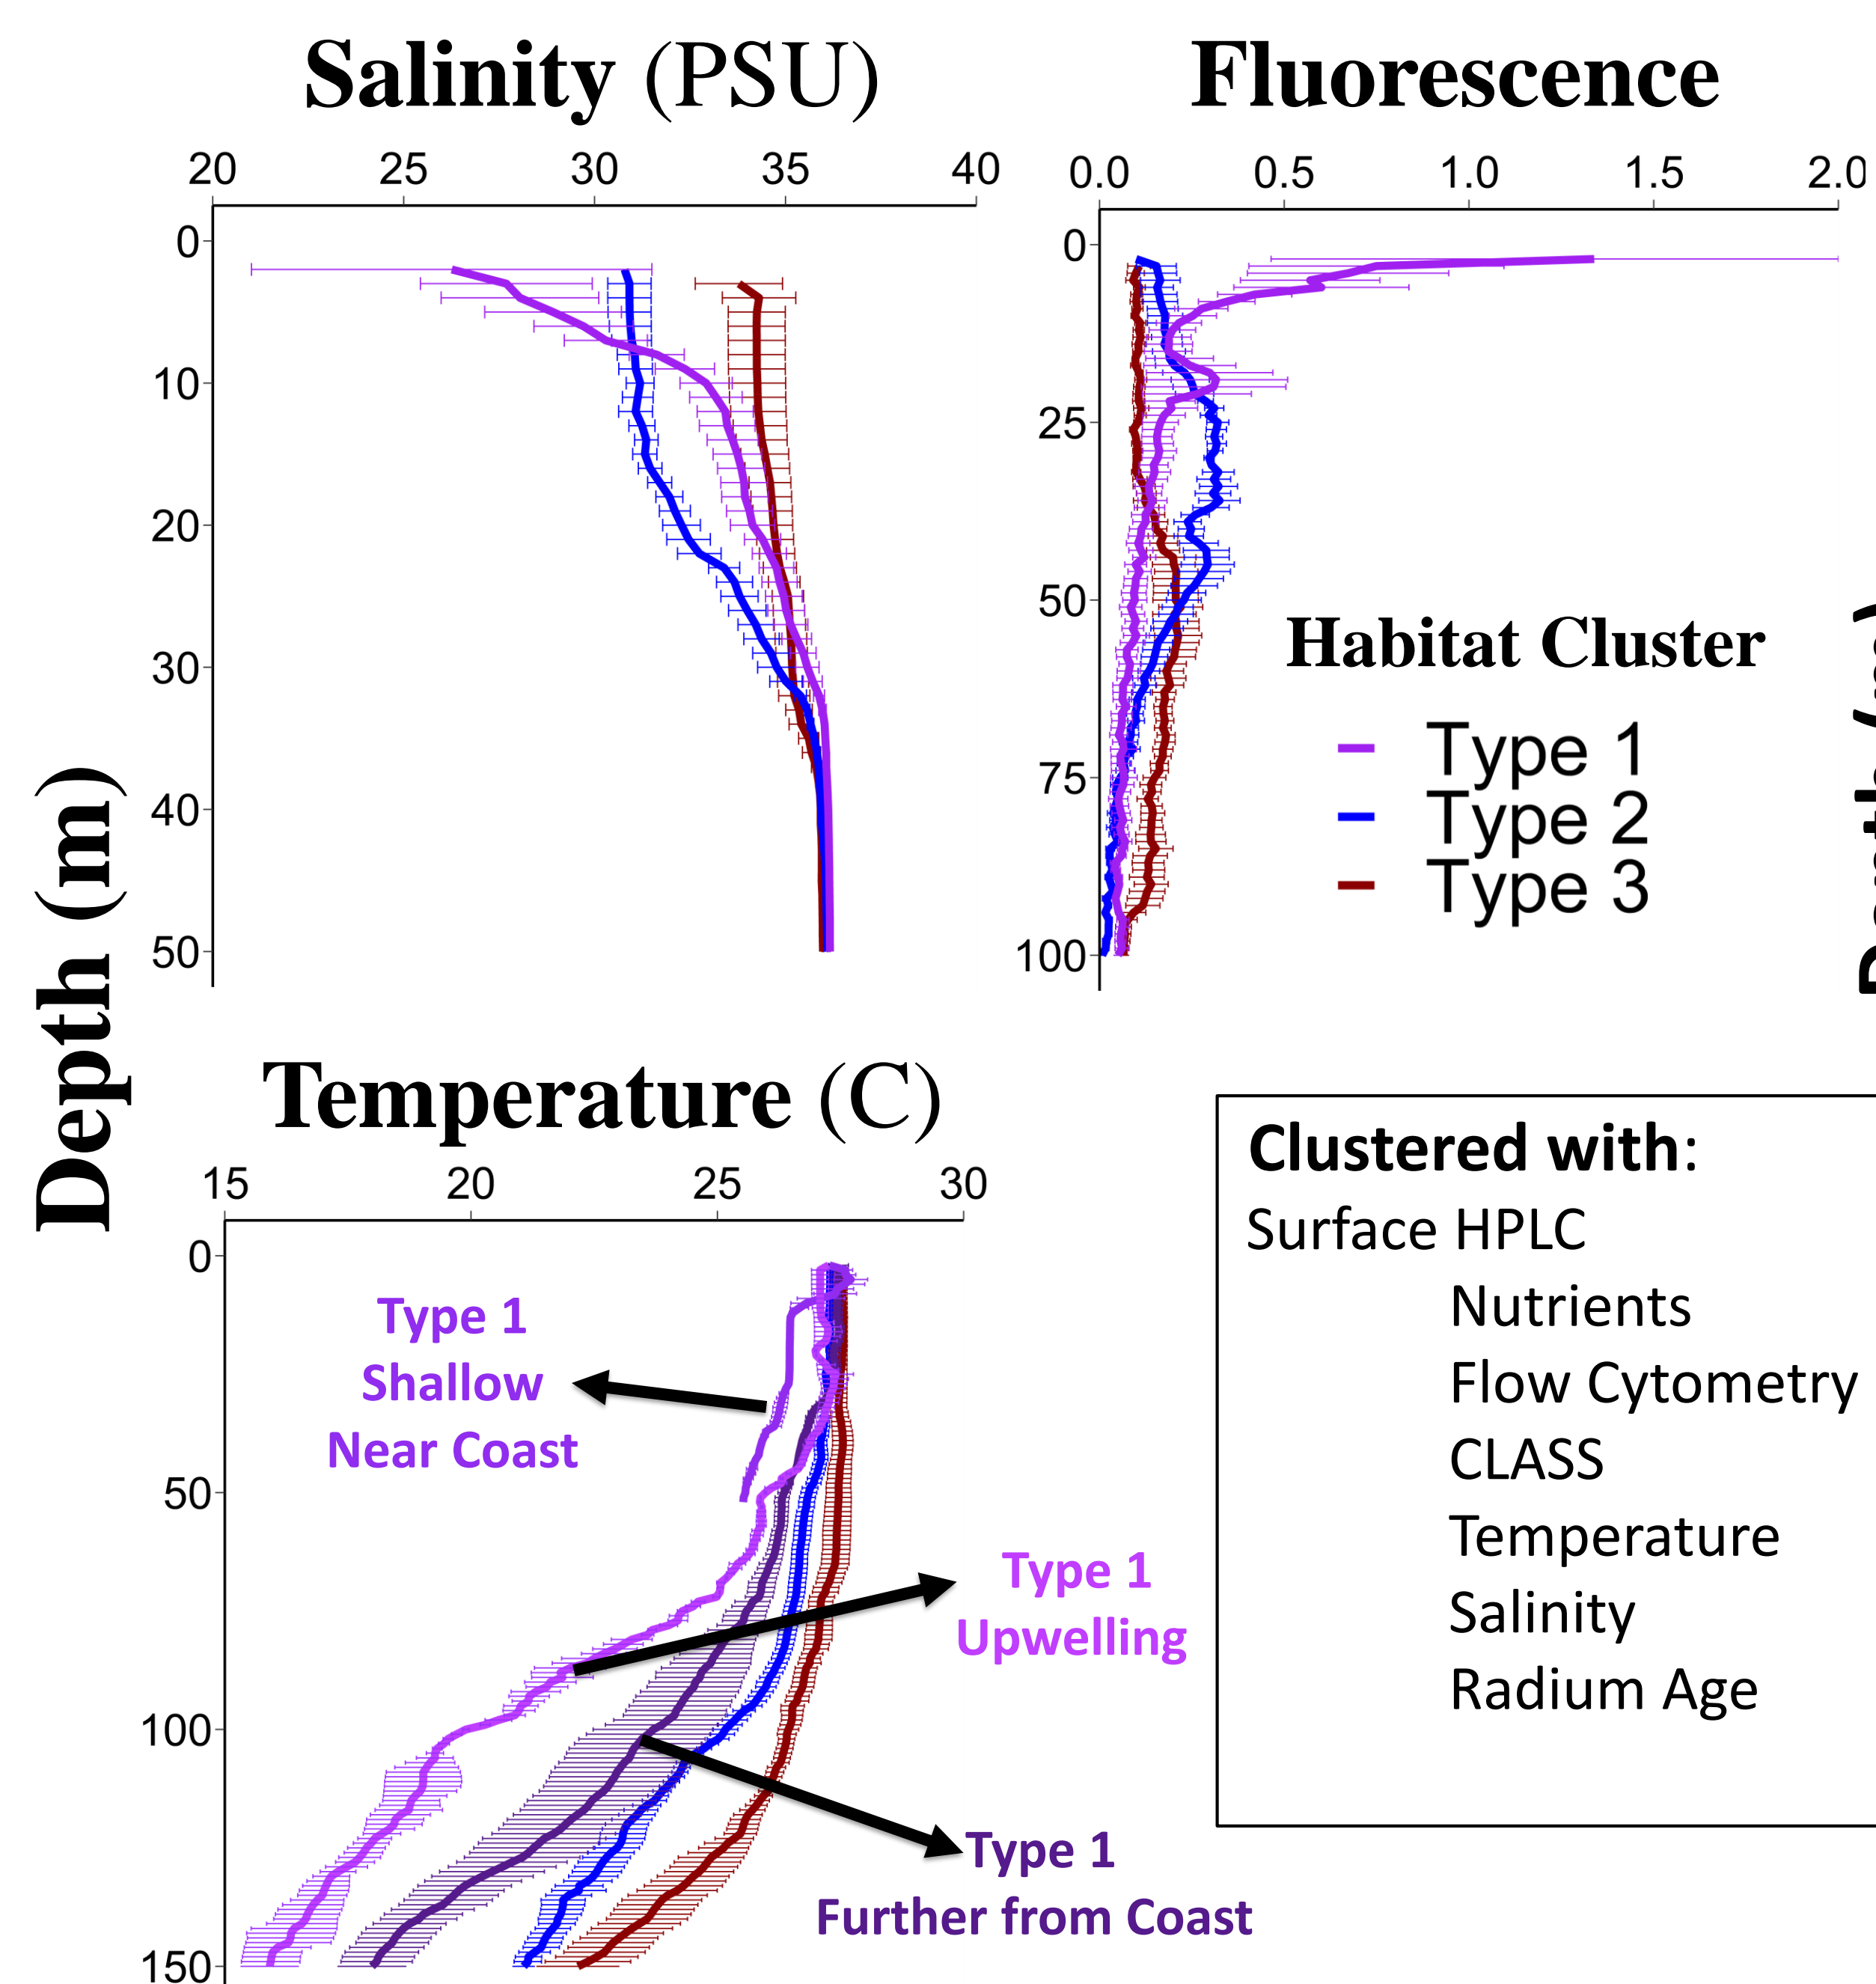 Salinity (PSU)
20 25 30 35 40
0
10
20
30
40
50
Fluorescence
0.0 0.5 1.0 1.5 2.0
0
25
50
75
100
Habitat Cluster
Type 1
Type 2
Type 3
Depth (m)
Temperature (C)
15 20 25 30
0
50
100
150
Type 1
Shallow
Near Coast
Type 1
Upwelling
Type 1
Further from Coast
Clustered with:
Surface HPLC
Nutrients
Flow Cytometry
CLASS
Temperature
Salinity
Radium Age